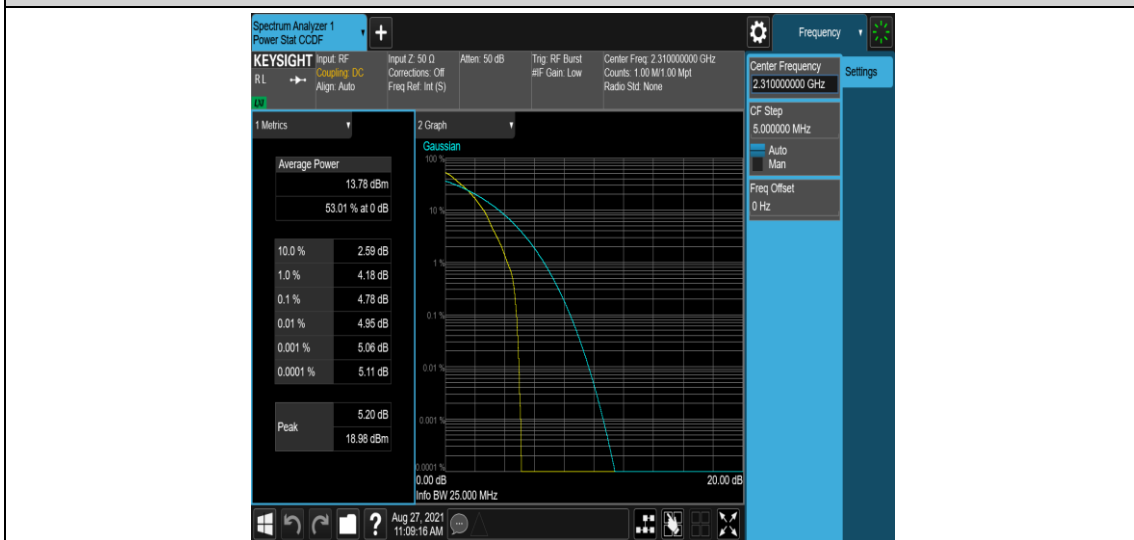 Spectrum Analyzer 1
Power Stat CCDF
+
Frequency
KEYSIGHT
RL
LXI
Input: RF
Coupling: DC
Align: Auto
Input Z: 50 Ω
Corrections: Off
Freq Ref: Int (S)
Atten: 50 dB
Trig: RF Burst
#IF Gain: Low
Center Freq: 2.310000000 GHz
Counts: 1.00 M/1.00 Mpt
Radio Std: None
Center Frequency
2.310000000 GHz
Settings
CF Step
5.000000 MHz
Auto
Man
Freq Offset
0 Hz
1 Metrics
Average Power
13.78 dBm
53.01 % at 0 dB
10.0 % 2.59 dB
1.0 % 4.18 dB
0.1 % 4.78 dB
0.01 % 4.95 dB
0.001 % 5.06 dB
0.0001 % 5.11 dB
Peak
5.20 dB
18.98 dBm
2 Graph
Gaussian
100 %
10 %
1 %
0.1 %
0.01 %
0.001 %
0.0001 %
0.00 dB 20.00 dB
Info BW 25.000 MHz
?
Aug 27, 2021
11:09:16 AM